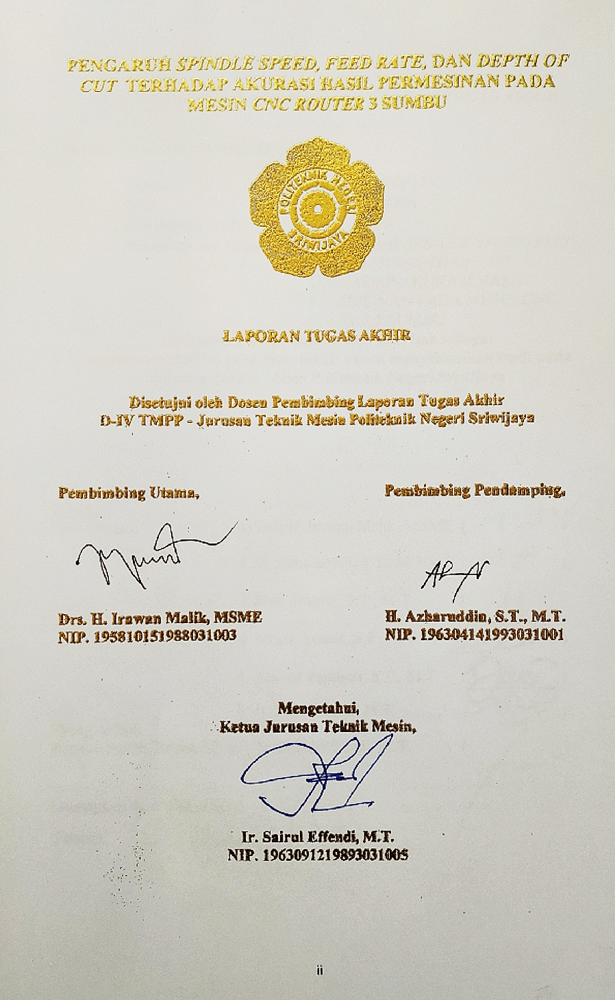 PENGARUH SPINDLE SPEED, FEED RATE, DAN DEPTH OF
CUT TERHADAP AKURASI HASIL PERMESINAN PADA
MESIN CNC ROUTER 3 SUMBU
POLITEKNIK NEGERI
SRIWIJAYA
LAPORAN TUGAS AKHIR
Disetujui oleh Dosen Pembimbing Laporan Tugas Akhir
D-IV TMPP - Jurusan Teknik Mesin Politeknik Negeri Sriwijaya
Pembimbing Utama,
Pembimbing Pendamping,
Drs. H. Irawan Malik, MSME
NIP. 195810151988031003
H. Azharuddin, S.T., M.T.
NIP. 196304141993031001
Mengetahui,
Ketua Jurusan Teknik Mesin,
Ir. Sairul Effendi, M.T.
NIP. 1963091219893031005
ii